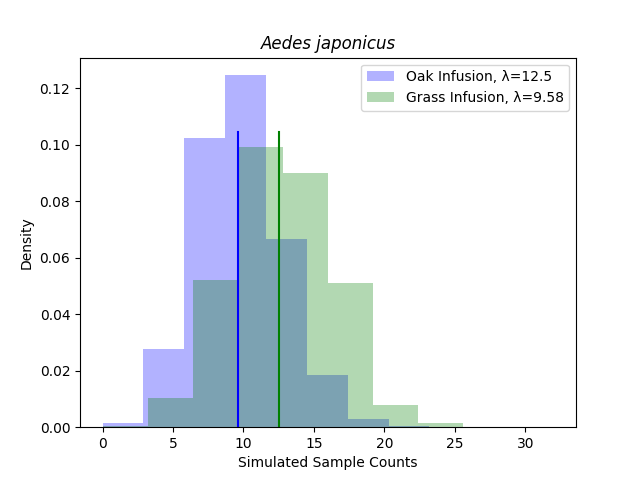 Aedes japonicus
Oak Infusion, λ=12.5
Grass Infusion, λ=9.58
Density
0.12
0.10
0.08
0.06
0.04
0.02
0.00
0 5 10 15 20 25 30
Simulated Sample Counts